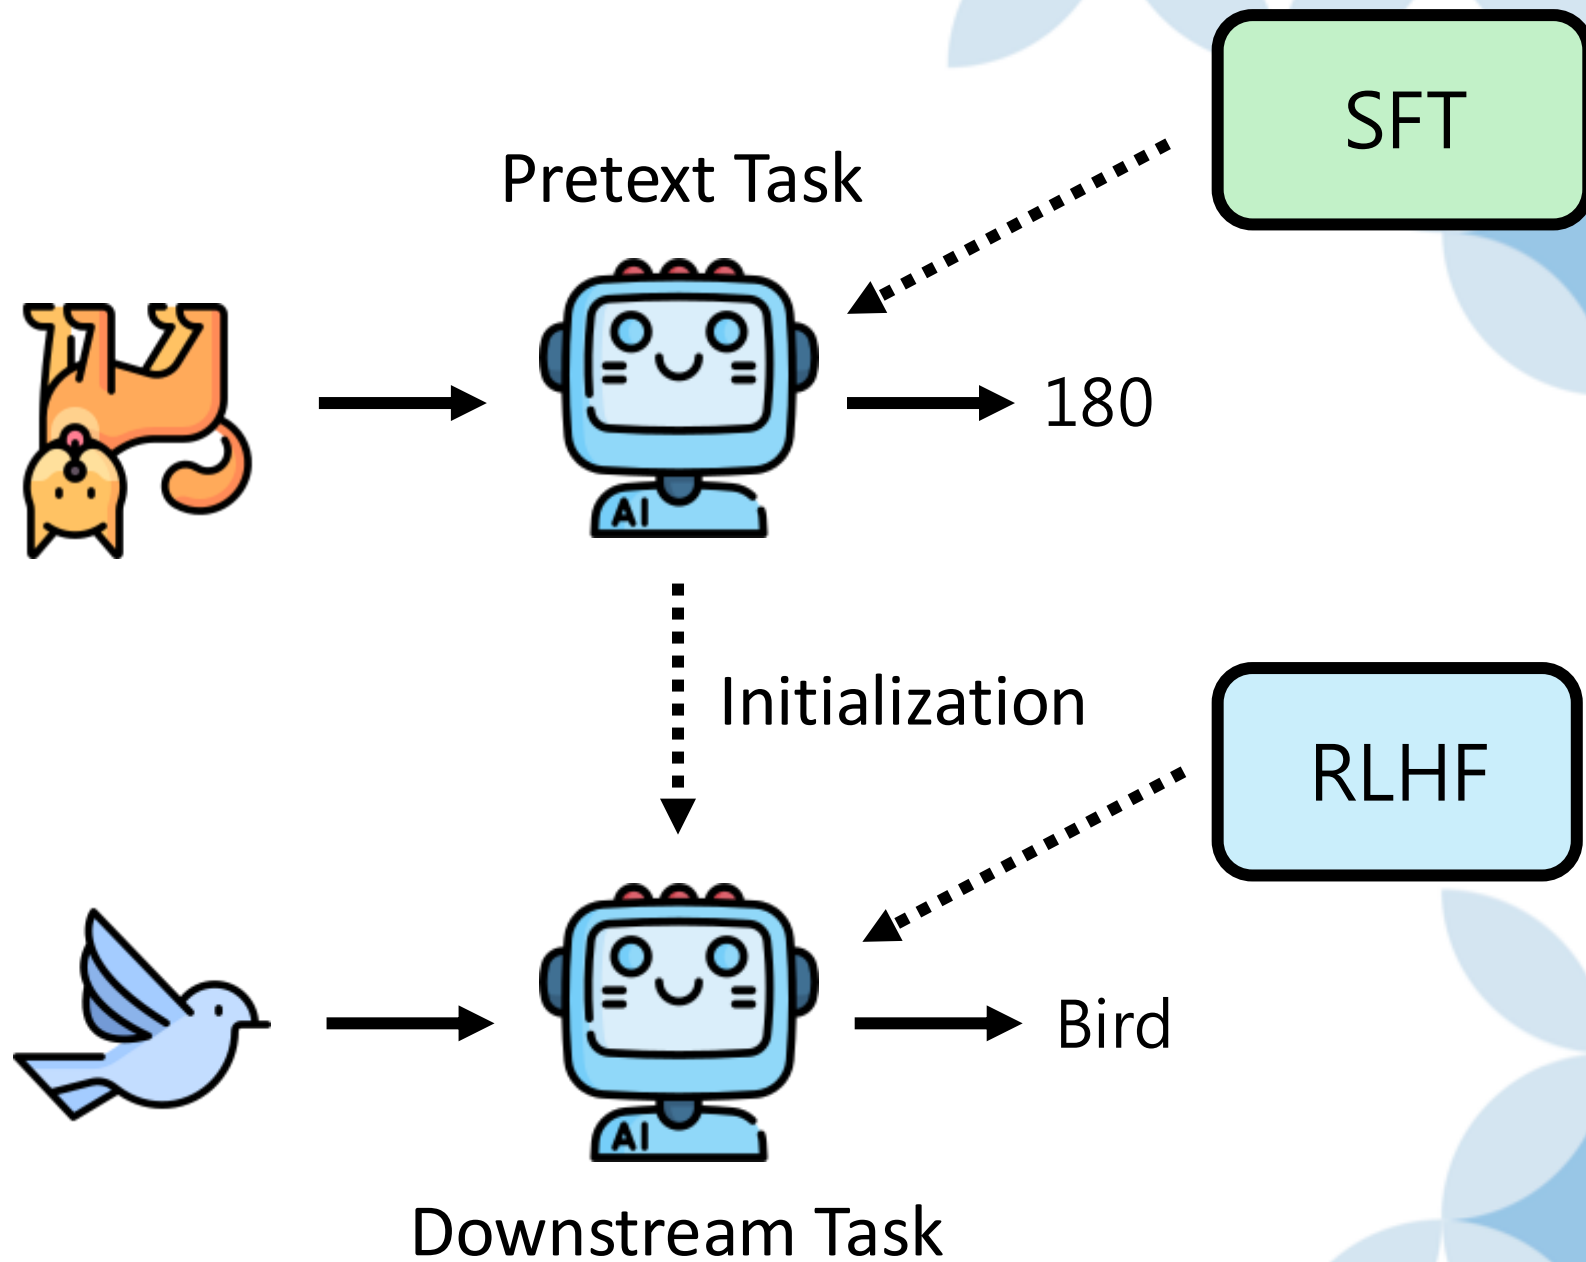 SFT
Pretext Task
180
AI
Initialization
RLHF
Bird
AI
Downstream Task